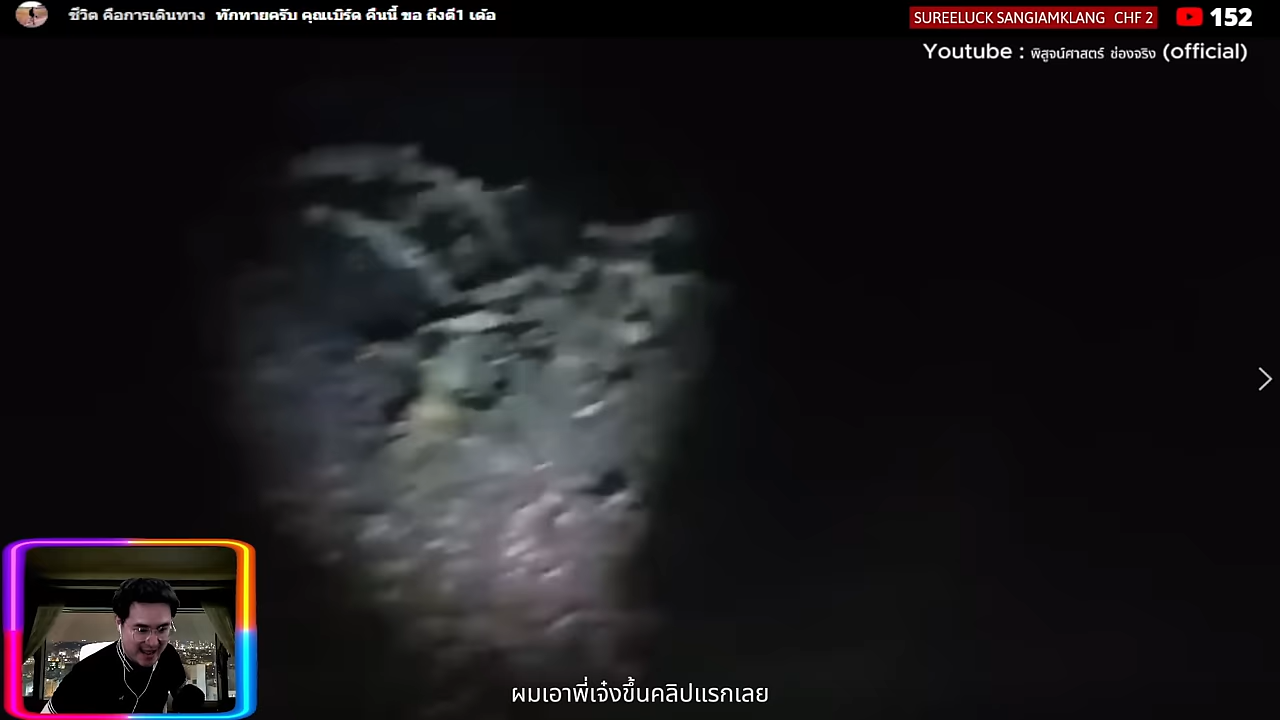 ชีวิต คือการเดินทาง ทักทายครับ คุณเบิร์ด คืนนี้ ขอ ถึงตี1 เด้อ
SUREELUCK SANGIAMKLANG CHF 2
152
Youtube : พิสูจน์ศาสตร์ ช่องจริง (official)
ผมเอาพี่เจ๋งขึ้นคลิปแรกเลย